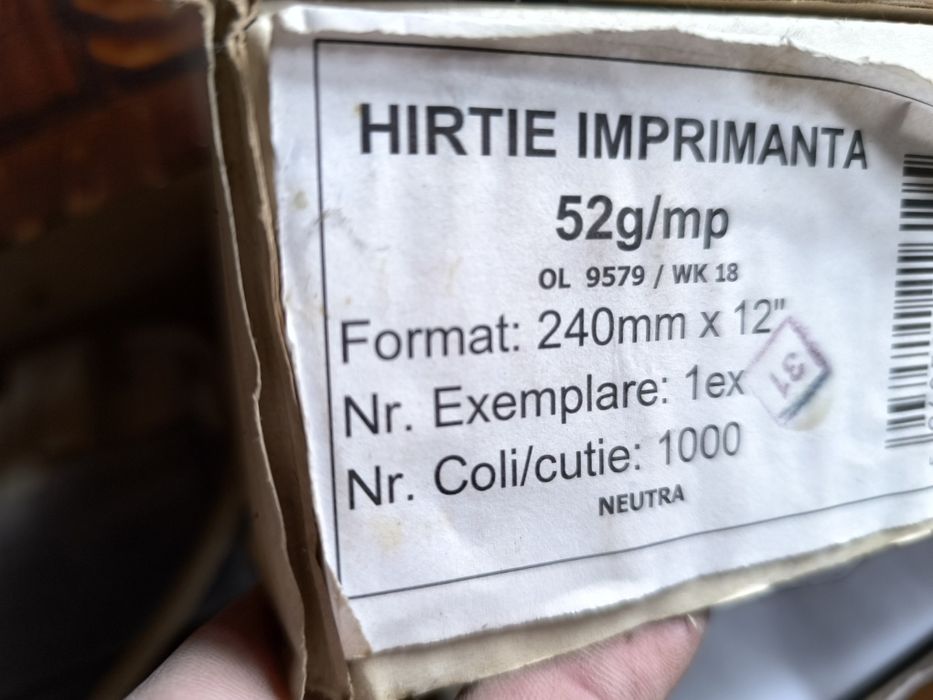 HIRTIE IMPRIMANTA
52g/mp
OL 9579 / WK 18
Format: 240mm x 12"
31
Nr. Exemplare: 1ex
Nr. Coli/cutie: 1000
NEUTRA